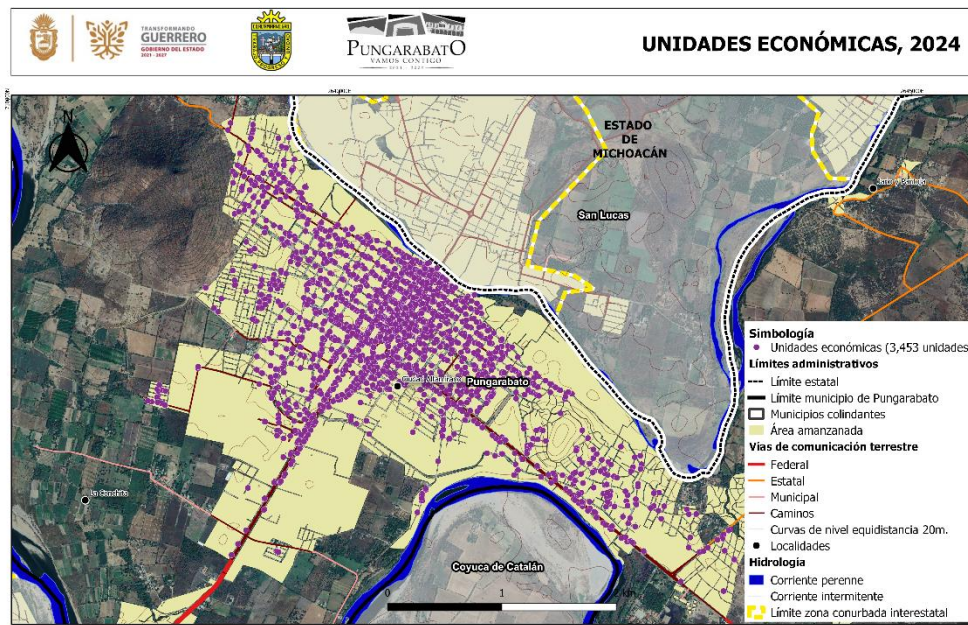 TRANSFORMANDO
GUERRERO
GOBIERNO DEL ESTADO
2021 - 2027
PUNGARABATO
VAMOS CONTIGO
UNIDADES ECONÓMICAS, 2024
N
ESTADO
DE
MICHOACÁN
San Lucas
Pungarabato
Coyuca de Catalán
0
1
2 km
Simbología
Unidades económicas (3,453 unidades
Límites administrativos
Límite estatal
Límite municipio de Pungarabato
Municipios colindantes
Área amanzanada
Vías de comunicación terrestre
Federal
Estatal
Municipal
Caminos
Curvas de nivel equidistancia 20m.
Localidades
Hidrología
Corriente perenne
Corriente intermitente
Límite zona conurbada interestatal